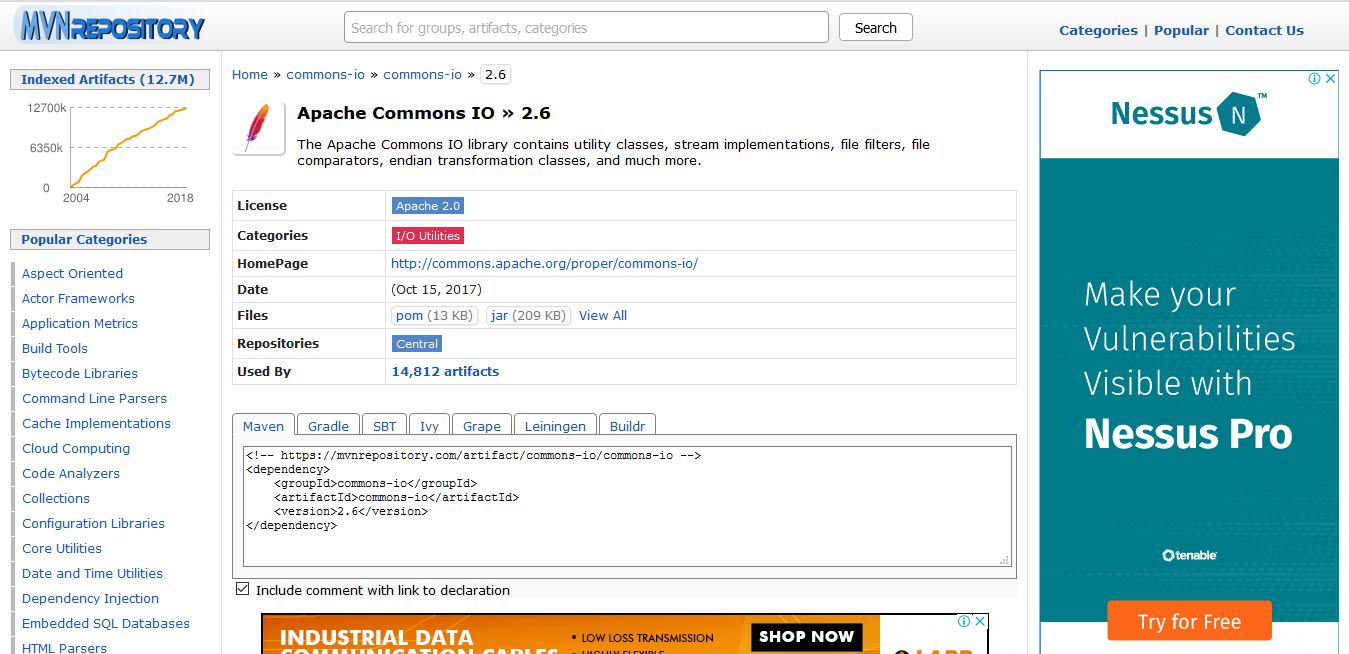 MVNREPOSITORY
Search for groups, artifacts, categories
Search
Categories | Popular | Contact Us
Indexed Artifacts (12.7M)
12700k
6350k
0
2004 2018
Popular Categories
Aspect Oriented
Actor Frameworks
Application Metrics
Build Tools
Bytecode Libraries
Command Line Parsers
Cache Implementations
Cloud Computing
Code Analyzers
Collections
Configuration Libraries
Core Utilities
Date and Time Utilities
Dependency Injection
Embedded SQL Databases
HTML Parsers
Home » commons-io » commons-io » 2.6
Apache Commons IO » 2.6
The Apache Commons IO library contains utility classes, stream implementations, file filters, file
comparators, endian transformation classes, and much more.
License Apache 2.0
Categories I/O Utilities
HomePage http://commons.apache.org/proper/commons-io/
Date (Oct 15, 2017)
Files pom (13 KB) jar (209 KB) View All
Repositories Central
Used By 14,812 artifacts
Maven Gradle SBT Ivy Grape Leiningen Buildr
<!-- https://mvnrepository.com/artifact/commons-io/commons-io -->
<dependency>
    <groupId>commons-io</groupId>
    <artifactId>commons-io</artifactId>
    <version>2.6</version>
</dependency>
Include comment with link to declaration
INDUSTRIAL DATA
COMMUNICATION CABLES
• LOW LOSS TRANSMISSION
• HIGHLY FLEXIBLE
SHOP NOW
LAPP
Nessus N ™
Make your
Vulnerabilities
Visible with
Nessus Pro
tenable
Try for Free